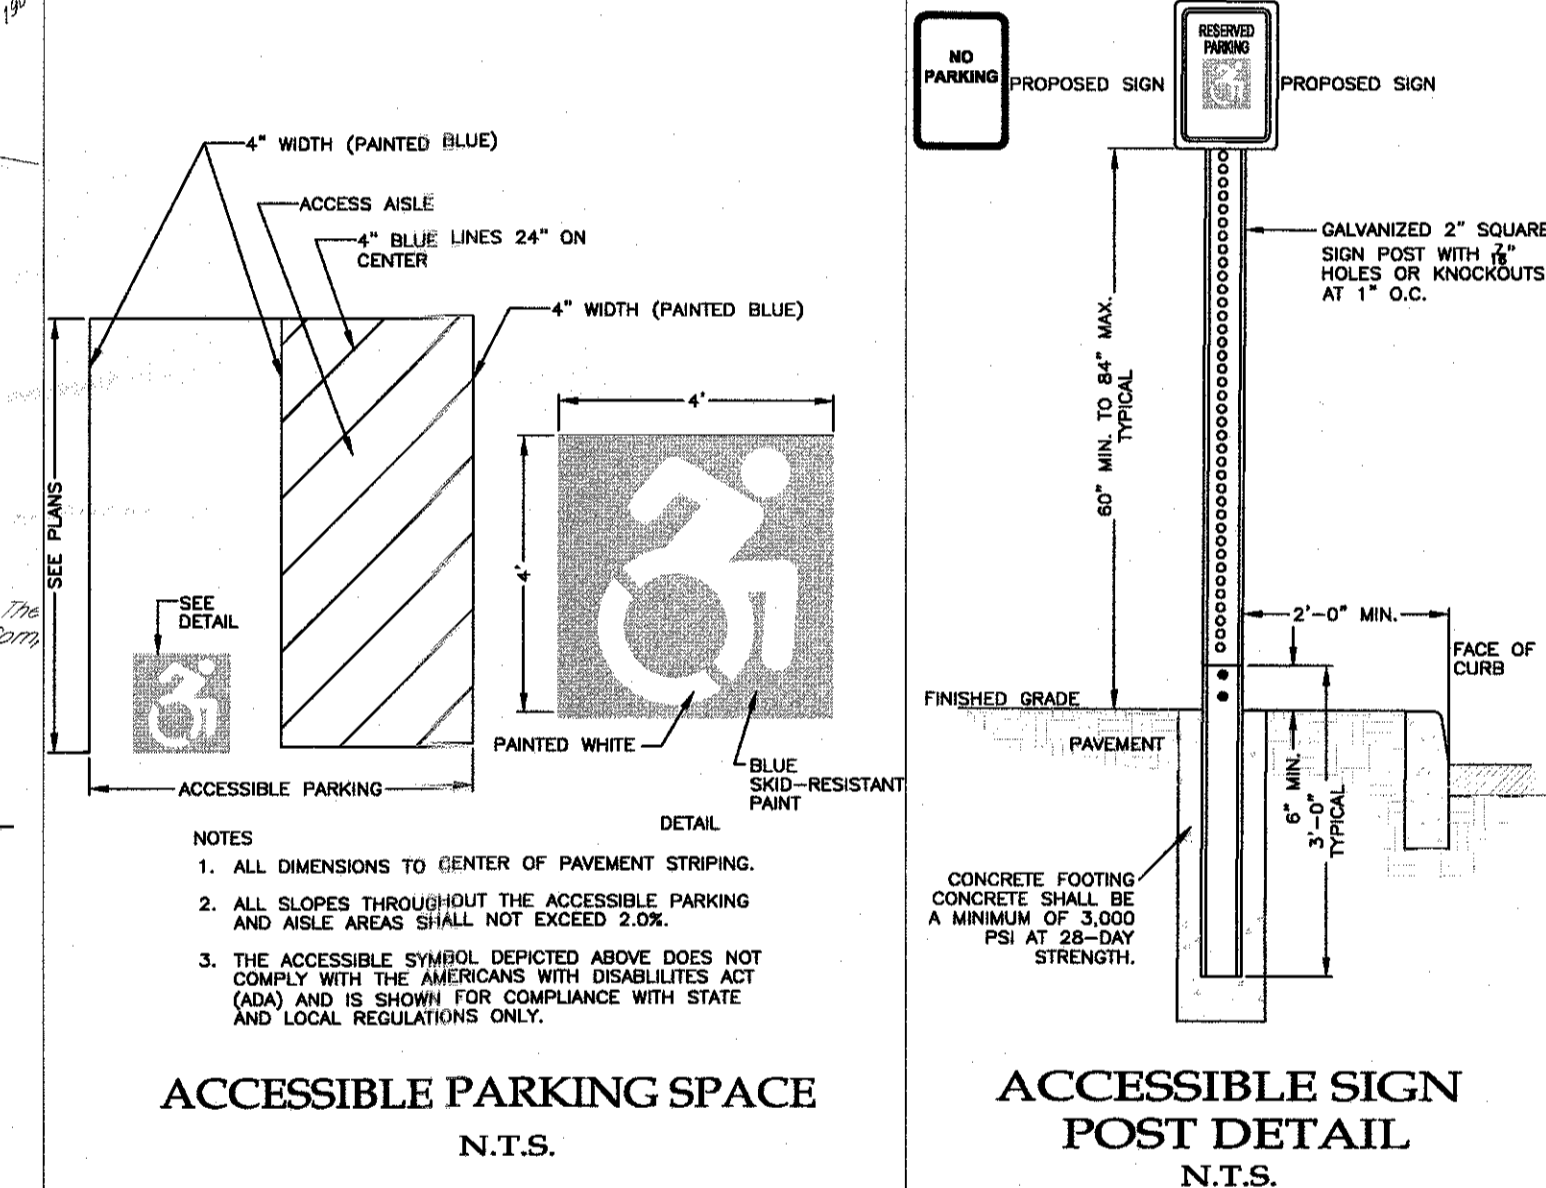 The
4" WIDTH (PAINTED BLUE)
ACCESS AISLE
4" BLUE LINES 24" ON
CENTER
4" WIDTH (PAINTED BLUE)
SEE PLANS
SEE
DETAIL
ACCESSIBLE PARKING
4'
4'
PAINTED WHITE
BLUE
SKID-RESISTANT
PAINT
DETAIL
NOTES
1. ALL DIMENSIONS TO CENTER OF PAVEMENT STRIPING.
2. ALL SLOPES THROUGHOUT THE ACCESSIBLE PARKING
AND AISLE AREAS SHALL NOT EXCEED 2.0%.
3. THE ACCESSIBLE SYMBOL DEPICTED ABOVE DOES NOT
COMPLY WITH THE AMERICANS WITH DISABLILITES ACT
(ADA) AND IS SHOWN FOR COMPLIANCE WITH STATE
AND LOCAL REGULATIONS ONLY.
ACCESSIBLE PARKING SPACE
N.T.S.
NO
PARKING
PROPOSED SIGN
RESERVED
PARKING
PROPOSED SIGN
60" MIN. TO 84" MAX.
TYPICAL
GALVANIZED 2" SQUARE
SIGN POST WITH 7/16"
HOLES OR KNOCKOUTS
AT 1" O.C.
2'-0" MIN.
FACE OF
CURB
FINISHED GRADE
PAVEMENT
6" MIN.
3'-0"
TYPICAL
CONCRETE FOOTING
CONCRETE SHALL BE
A MINIMUM OF 3,000
PSI AT 28-DAY
STRENGTH.
ACCESSIBLE SIGN
POST DETAIL
N.T.S.